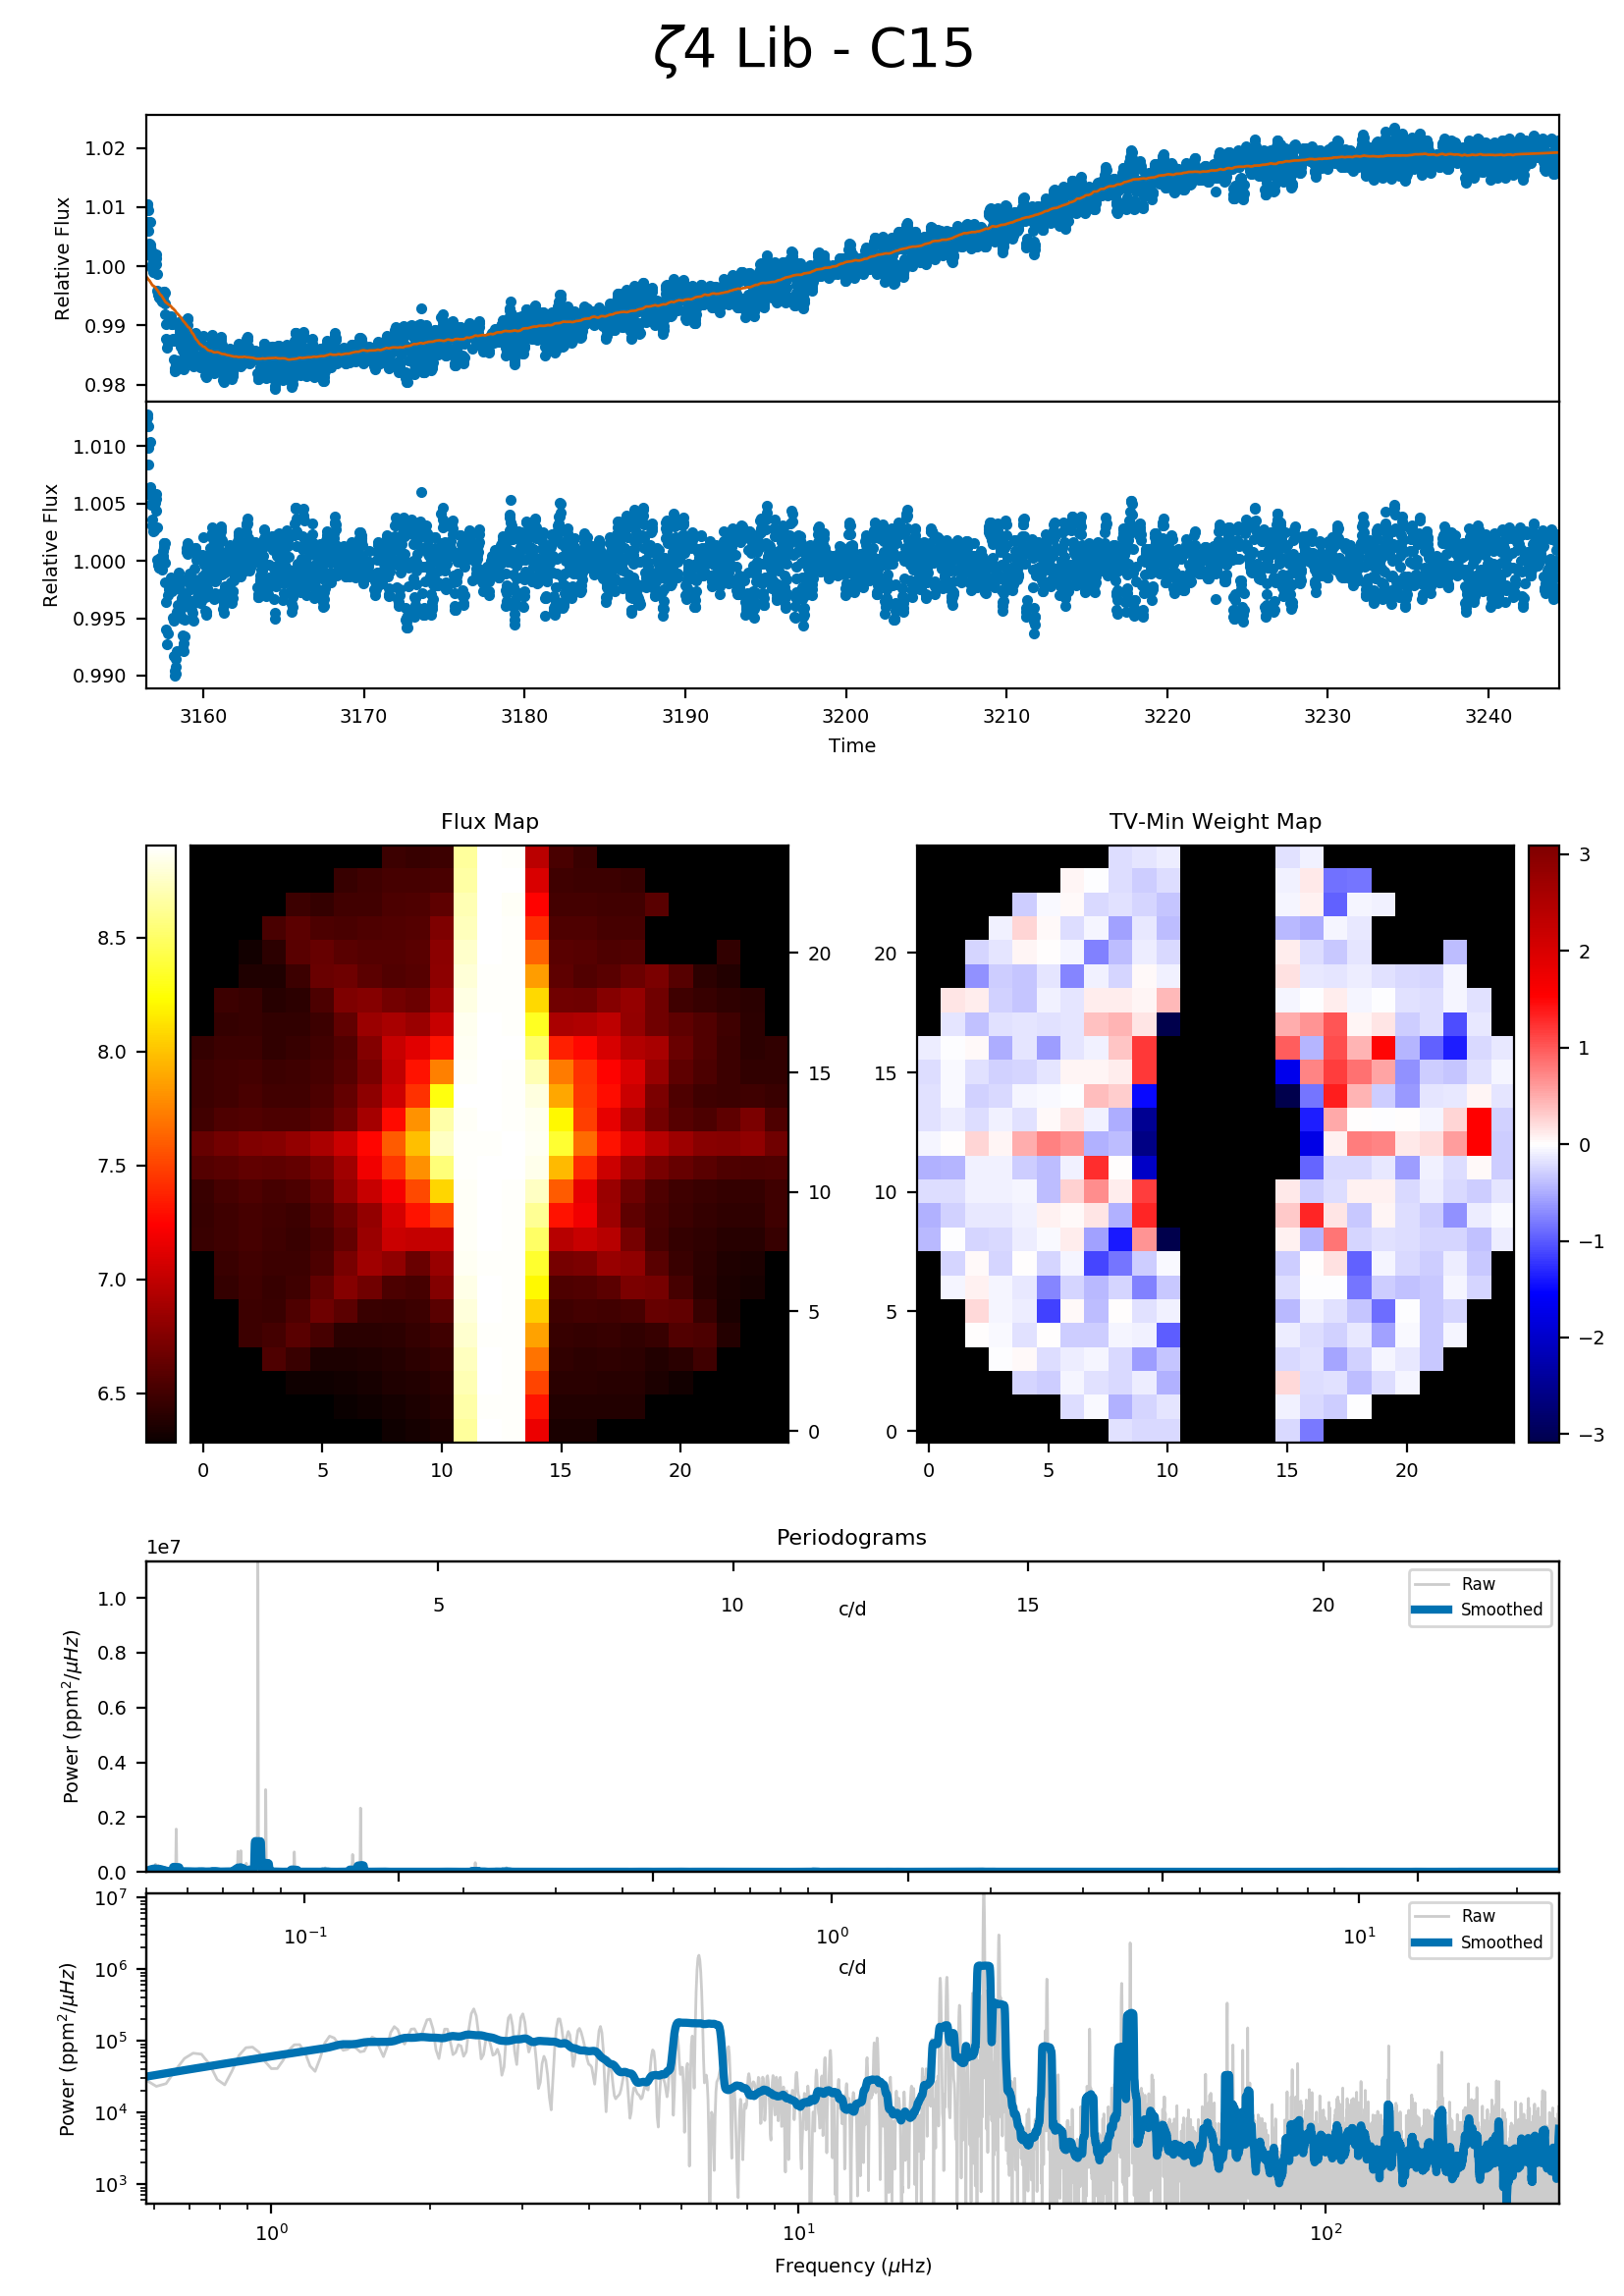 ζ4 Lib - C15
1.02
1.01
1.00
0.99
0.98
Relative Flux
1.010
1.005
1.000
0.995
0.990
Relative Flux
3160 3170 3180 3190 3200 3210 3220 3230 3240
Time
Flux Map
8.5
8.0
7.5
7.0
6.5
20
15
10
5
0
0 5 10 15 20
TV-Min Weight Map
20
15
10
5
0
0 5 10 15 20
3
2
1
0
−1
−2
−3
Periodograms
1e7
1.0
0.8
0.6
0.4
0.2
0.0
Power (ppm²/μHz)
5 10 15 20
c/d
Raw
Smoothed
10⁷
10⁶
10⁵
10⁴
10³
Power (ppm²/μHz)
10⁻¹ 10⁰ 10¹
c/d
Raw
Smoothed
10⁰ 10¹ 10²
Frequency (μHz)